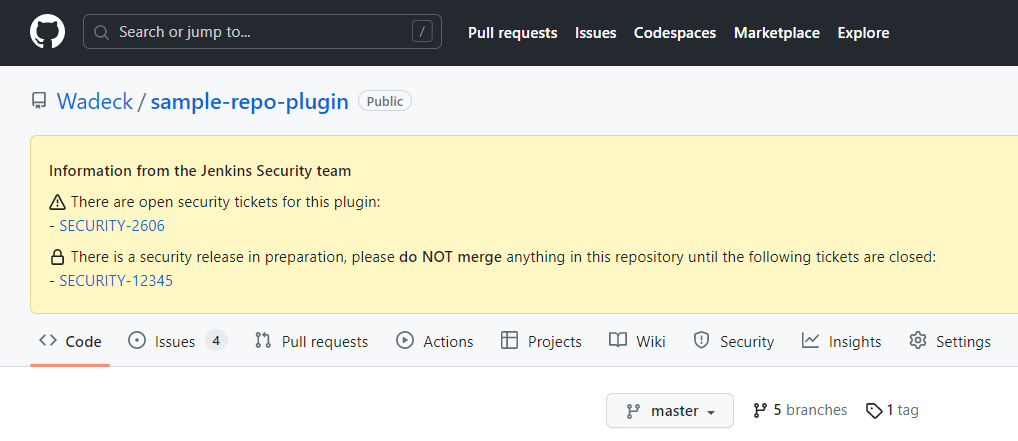 Search or jump to... /
Pull requests Issues Codespaces Marketplace Explore
Wadeck / sample-repo-plugin Public
Information from the Jenkins Security team
There are open security tickets for this plugin:
- SECURITY-2606
There is a security release in preparation, please do NOT merge anything in this repository until the following tickets are closed:
- SECURITY-12345
Code Issues 4 Pull requests Actions Projects Wiki Security Insights Settings
master 5 branches 1 tag